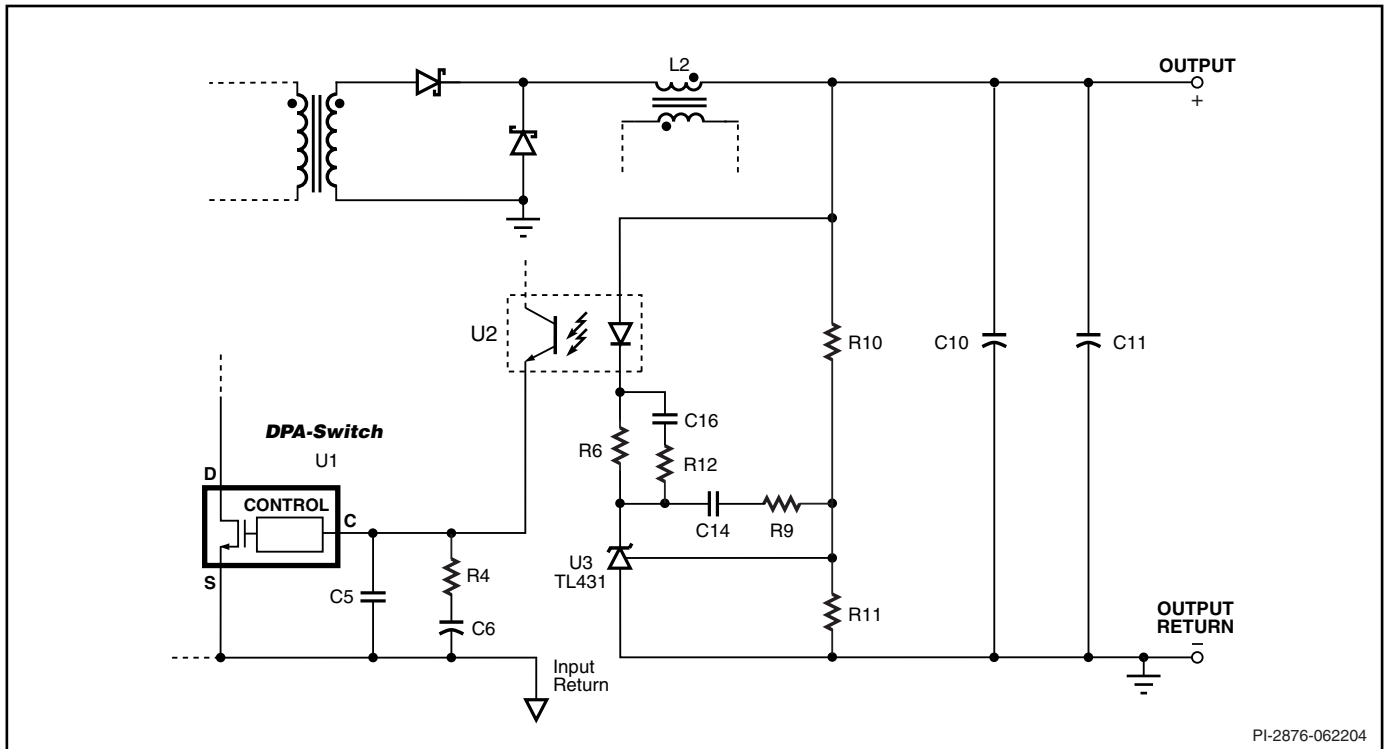 L2
OUTPUT
+
U2
R10
C10
C11
DPA-Switch
U1
C16
R6
R12
D
CONTROL
C
C14
R9
S
U3
TL431
R4
C5
R11
C6
OUTPUT
RETURN
–
Input
Return
PI-2876-062204